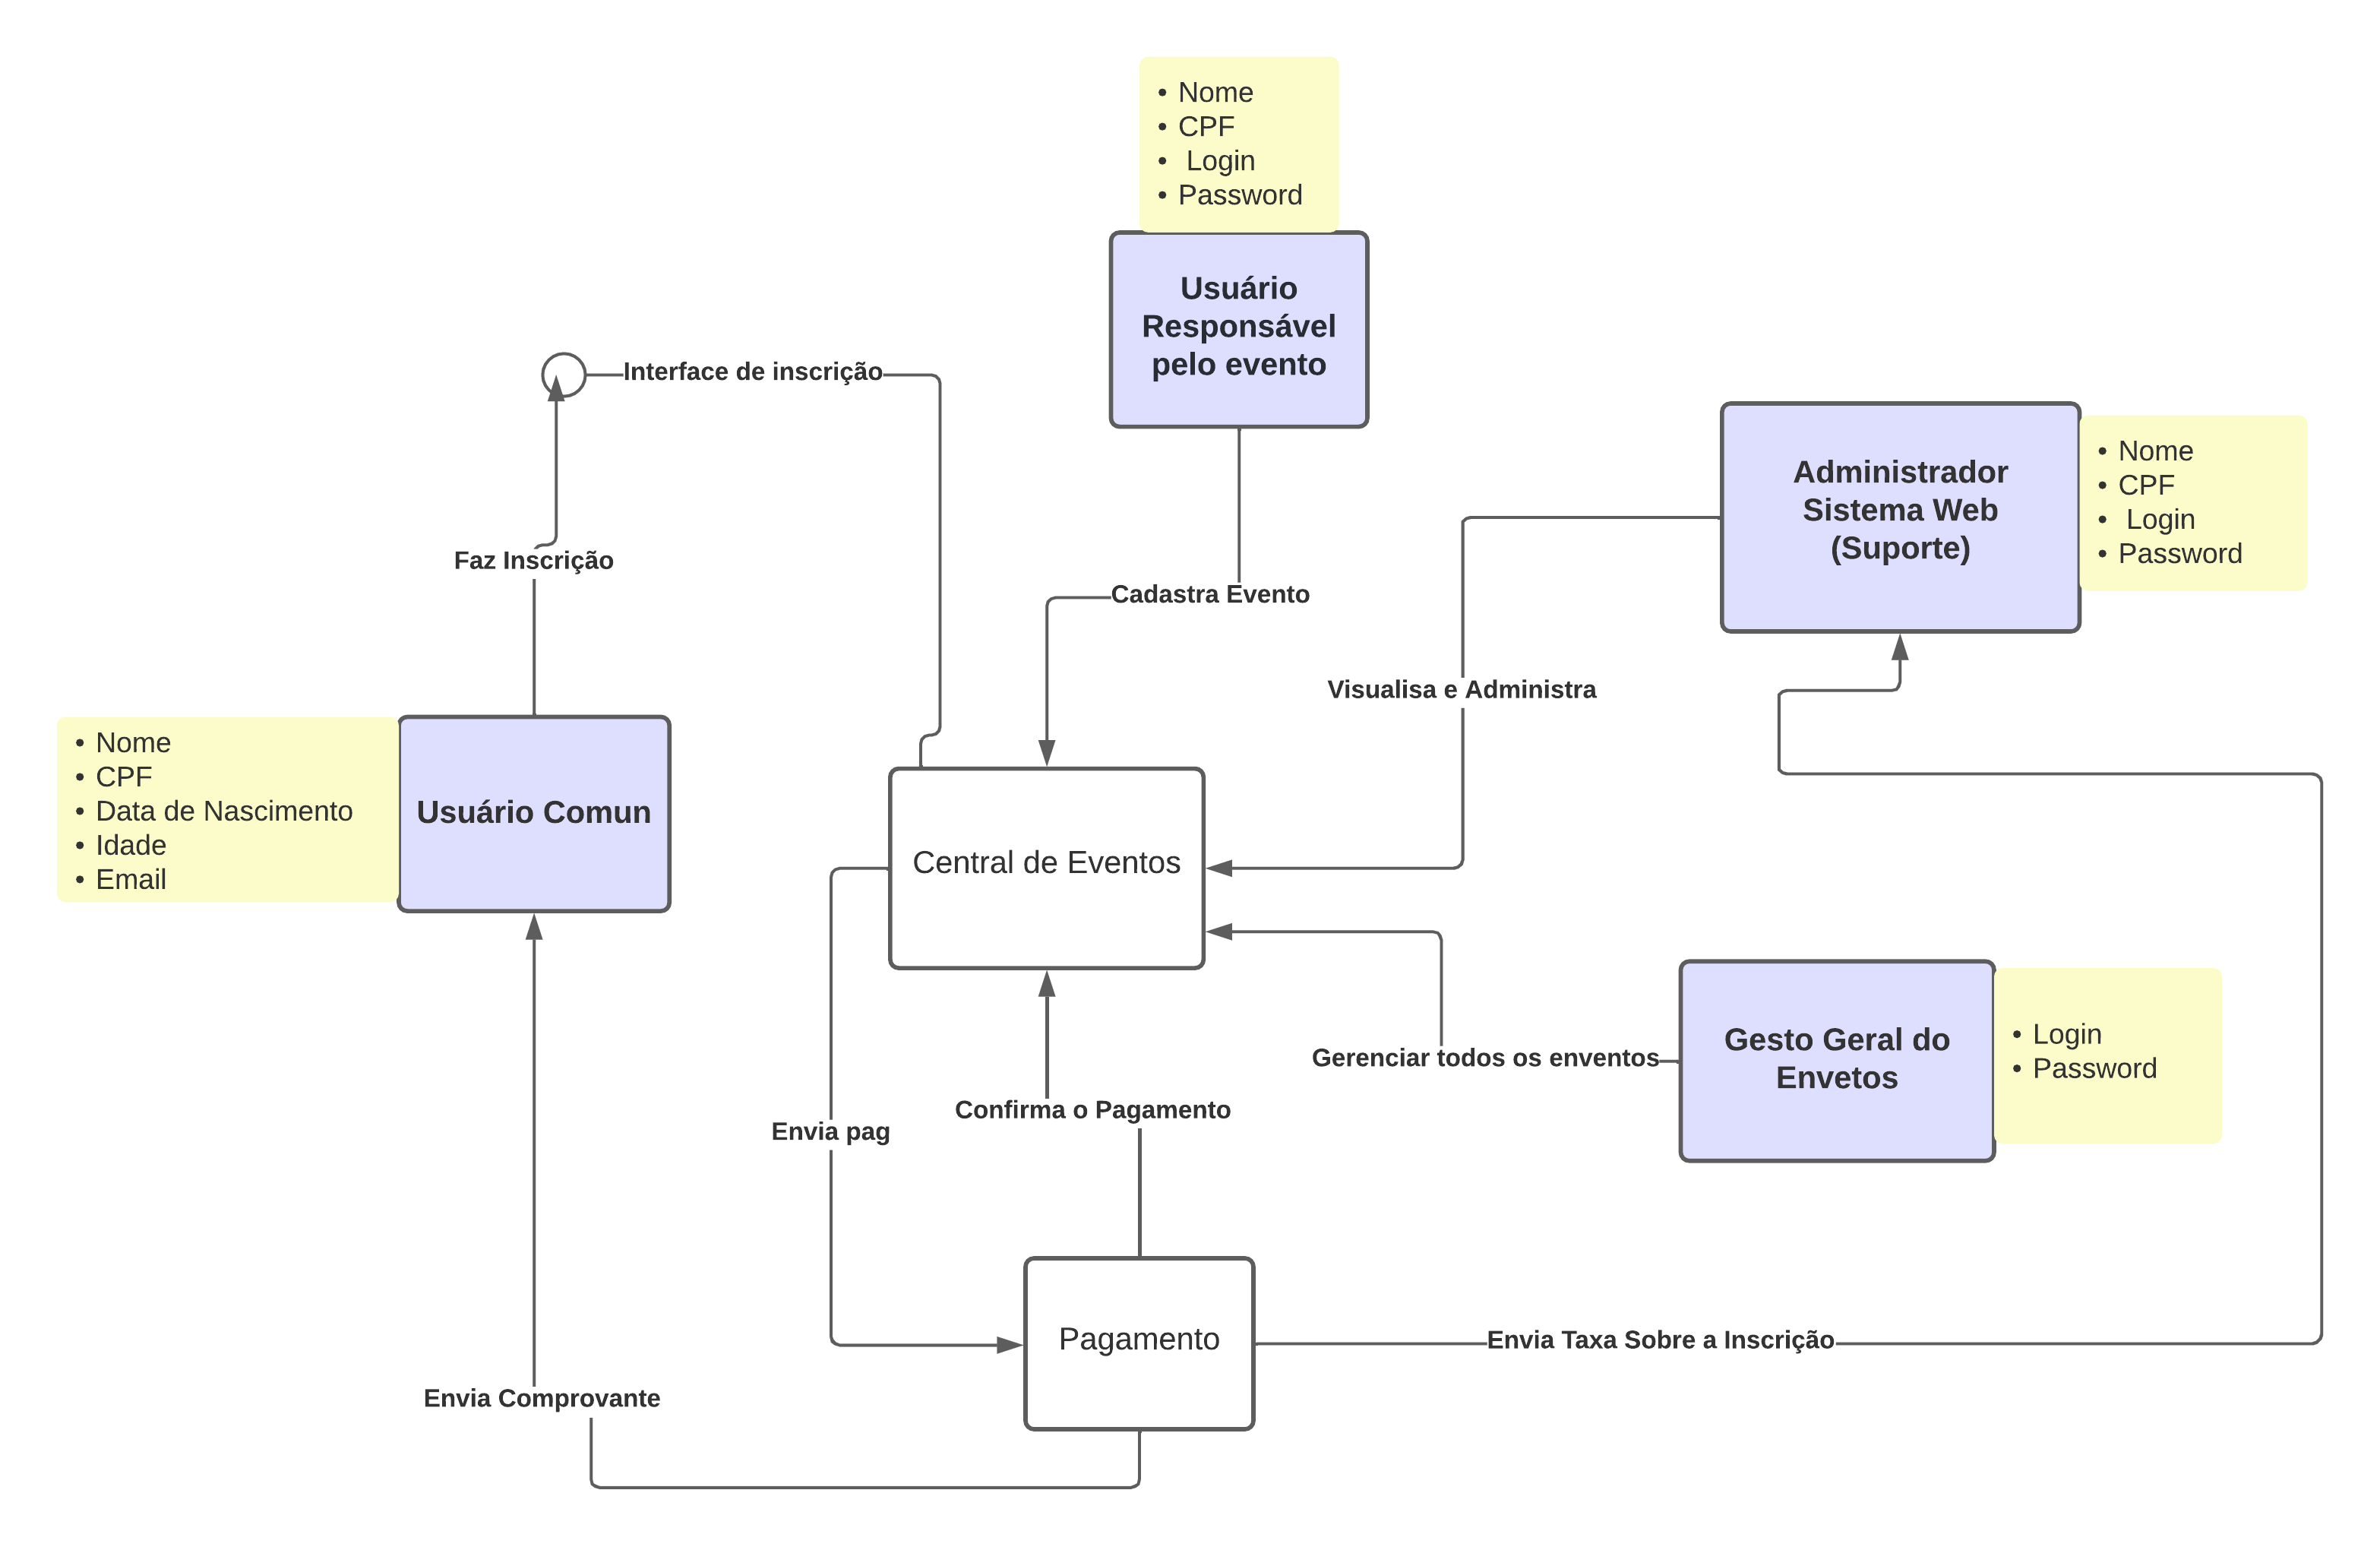 • Nome
• CPF
• Login
• Password
Usuário
Responsável
pelo evento
Interface de inscrição
Administrador
Sistema Web
(Suporte)
• Nome
• CPF
• Login
• Password
Faz Inscrição
Cadastra Evento
Visualisa e Administra
• Nome
• CPF
• Data de Nascimento
• Idade
• Email
Usuário Comun
Central de Eventos
Gerenciar todos os enventos
Gesto Geral do
Envetos
• Login
• Password
Confirma o Pagamento
Envia pag
Pagamento
Envia Taxa Sobre a Inscrição
Envia Comprovante